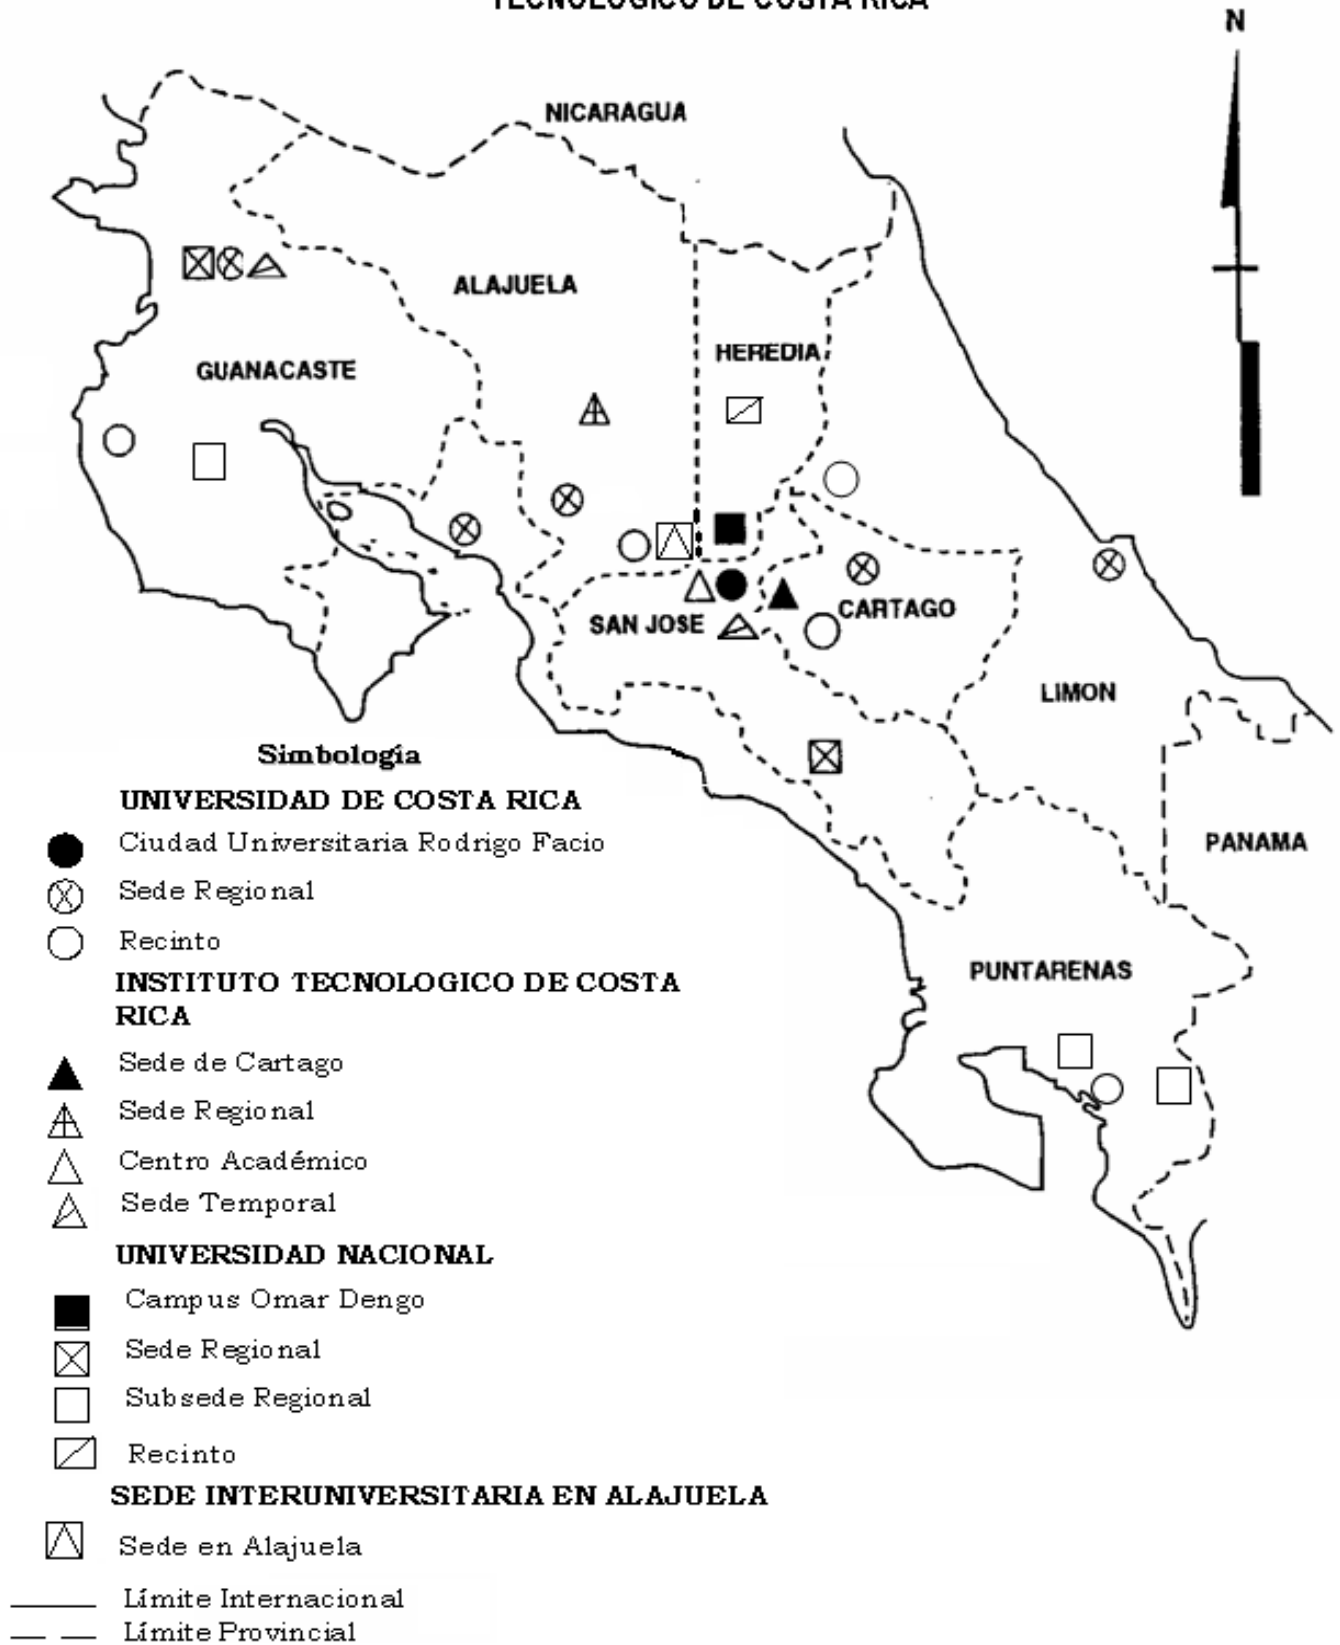 TECNOLOGICO DE COSTA RICA
N
NICARAGUA
ALAJUELA
HEREDIA
GUANACASTE
SAN JOSE
CARTAGO
LIMON
PANAMA
PUNTARENAS
Simbología
UNIVERSIDAD DE COSTA RICA
Ciudad Universitaria Rodrigo Facio
Sede Regional
Recinto
INSTITUTO TECNOLOGICO DE COSTA
RICA
Sede de Cartago
Sede Regional
Centro Académico
Sede Temporal
UNIVERSIDAD NACIONAL
Campus Omar Dengo
Sede Regional
Subsede Regional
Recinto
SEDE INTERUNIVERSITARIA EN ALAJUELA
Sede en Alajuela
Límite Internacional
Límite Provincial